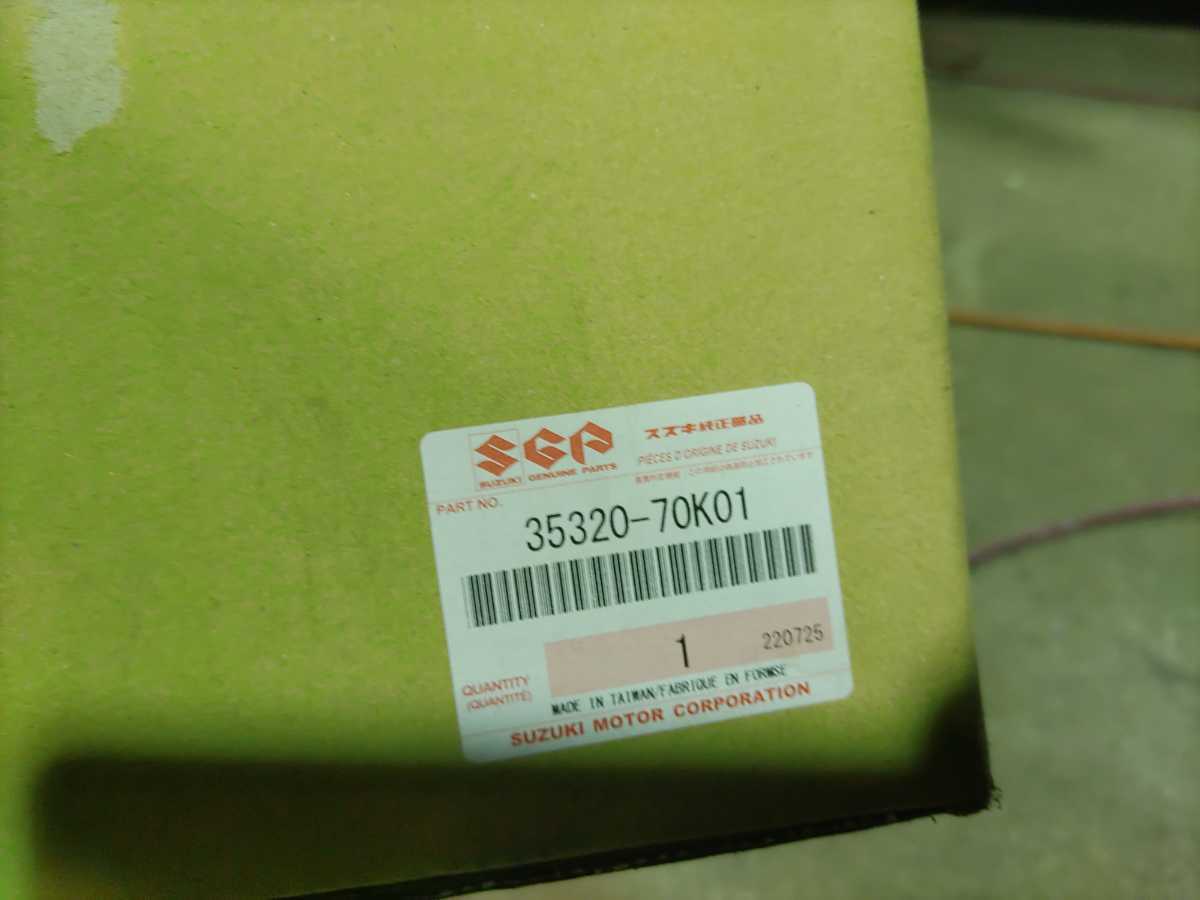 SGP
スズキ純正部品
SUZUKI GENUINE PARTS
PIÈCES D'ORIGINE DE SUZUKI
PART NO.
35320-70K01
1
220725
QUANTITY
(QUANTITÉ)
MADE IN TAIWAN/FABRIQUE EN FORMSE
SUZUKI MOTOR CORPORATION